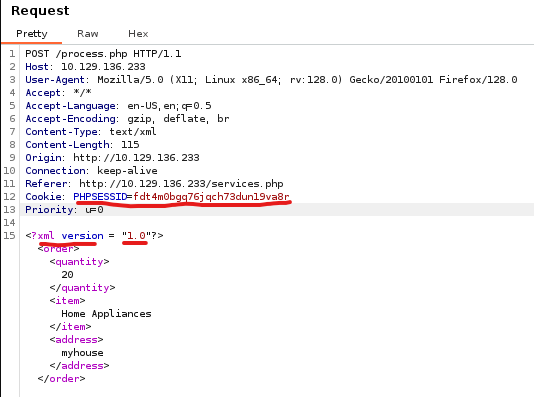 Request
Pretty Raw Hex
1 POST /process.php HTTP/1.1
2 Host: 10.129.136.233
3 User-Agent: Mozilla/5.0 (X11; Linux x86_64; rv:128.0) Gecko/20100101 Firefox/128.0
4 Accept: */*
5 Accept-Language: en-US,en;q=0.5
6 Accept-Encoding: gzip, deflate, br
7 Content-Type: text/xml
8 Content-Length: 115
9 Origin: http://10.129.136.233
10 Connection: keep-alive
11 Referer: http://10.129.136.233/services.php
12 Cookie: PHPSESSID=fdt4m0bgq76jqch73dun19va8r
13 Priority: u=0
14
15 <?xml version = "1.0"?>
<order>
<quantity>
20
</quantity>
<item>
Home Appliances
</item>
<address>
myhouse
</address>
</order>